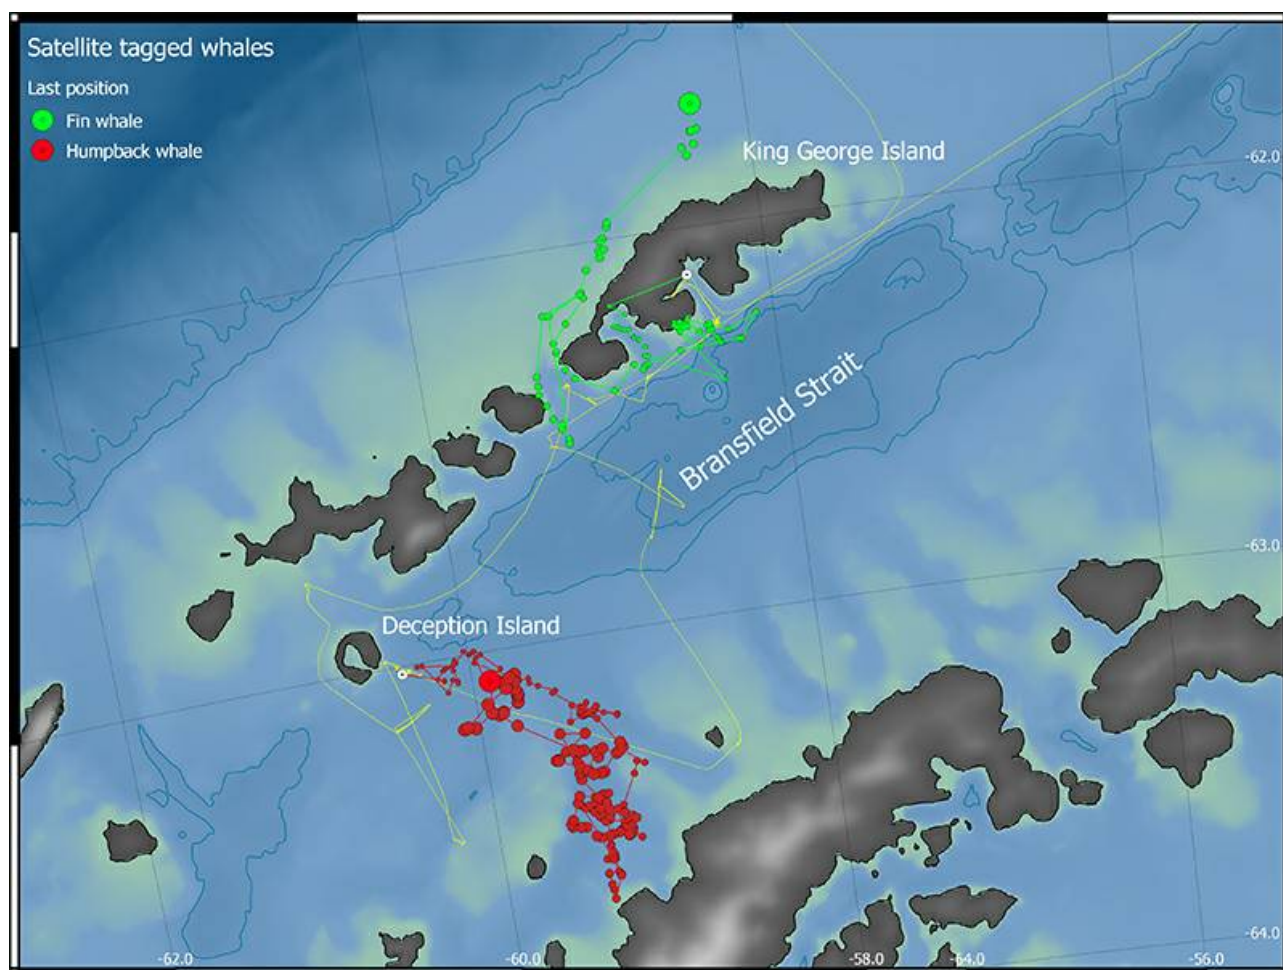 Satellite tagged whales
Last position
Fin whale
Humpback whale
King George Island
-62.0
Bransfield Strait
-63.0
Deception Island
-64.0
-62.0
-60.0
-58.0
-64.0
-56.0